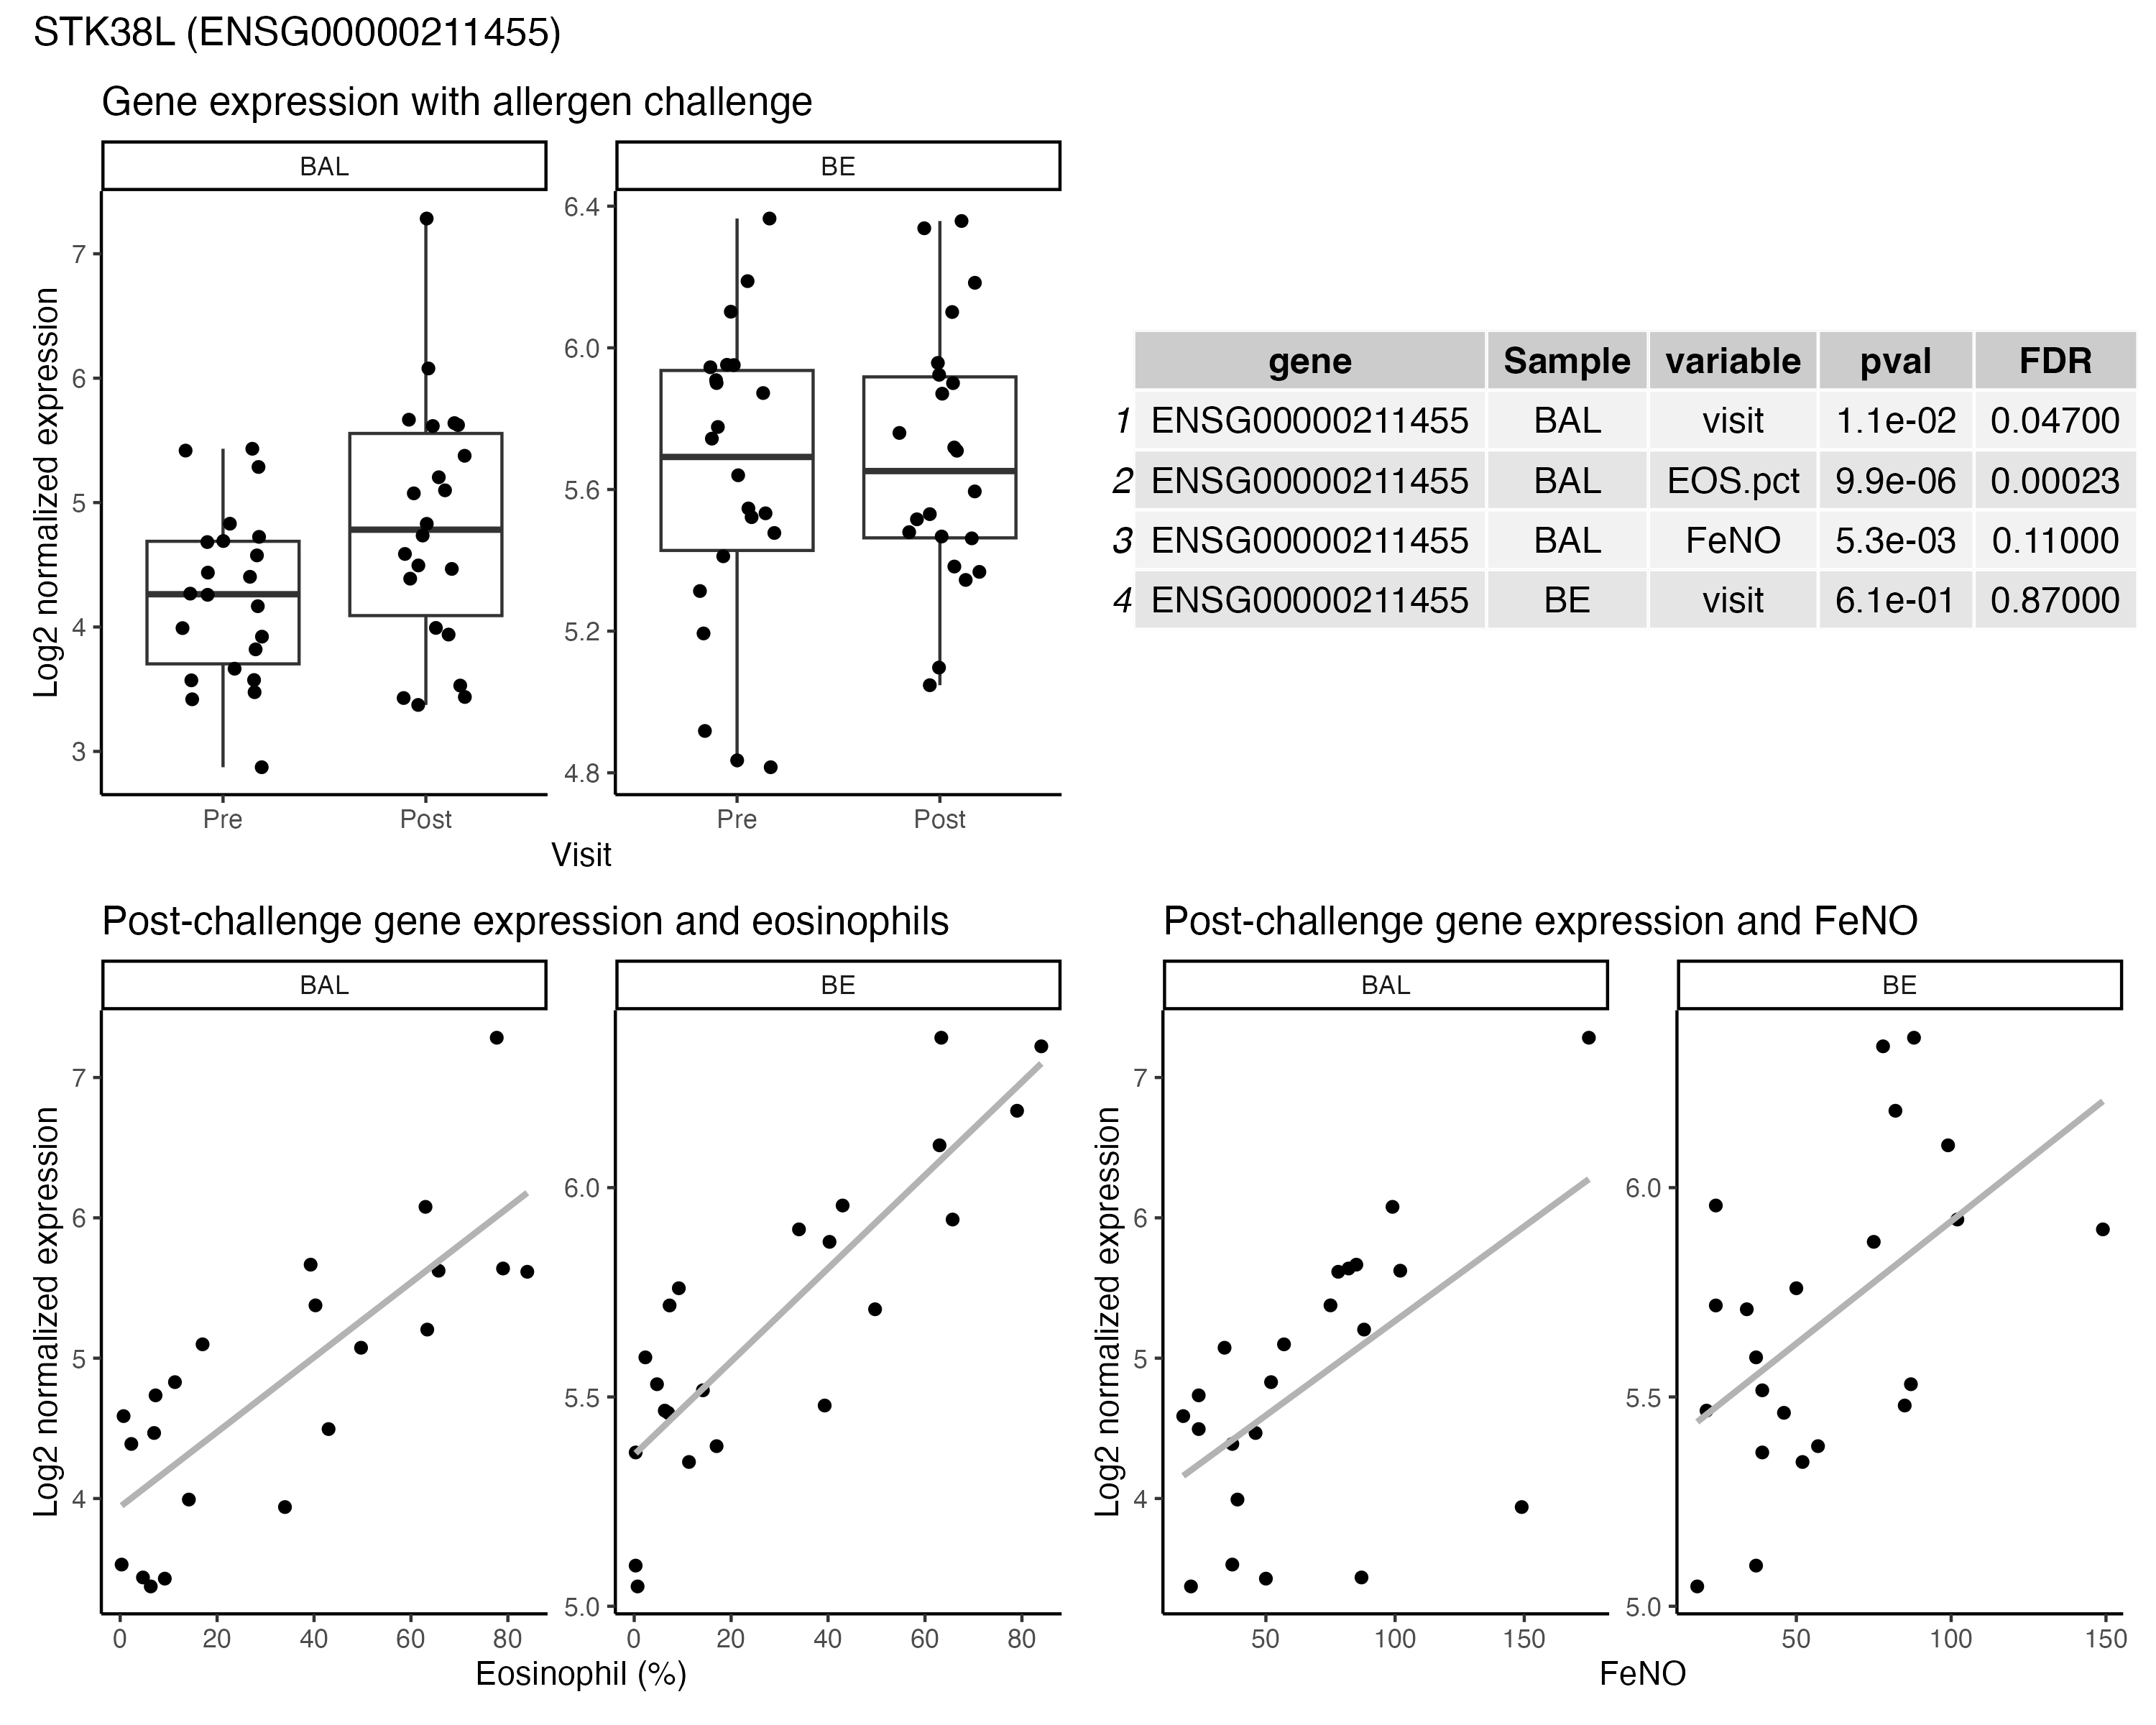 STK38L (ENSG00000211455)
Gene expression with allergen challenge
BAL
BE
Log2 normalized expression
7
6
5
4
3
6.4
6.0
5.6
5.2
4.8
Pre
Post
Pre
Post
Visit
gene Sample variable pval FDR
1 ENSG00000211455 BAL visit 1.1e-02 0.04700
2 ENSG00000211455 BAL EOS.pct 9.9e-06 0.00023
3 ENSG00000211455 BAL FeNO 5.3e-03 0.11000
4 ENSG00000211455 BE visit 6.1e-01 0.87000
Post-challenge gene expression and eosinophils
BAL
BE
Log2 normalized expression
7
6
5
4
6.0
5.5
5.0
0 20 40 60 80
0 20 40 60 80
Eosinophil (%)
Post-challenge gene expression and FeNO
BAL
BE
Log2 normalized expression
7
6
5
4
6.0
5.5
5.0
50 100 150
50 100 150
FeNO